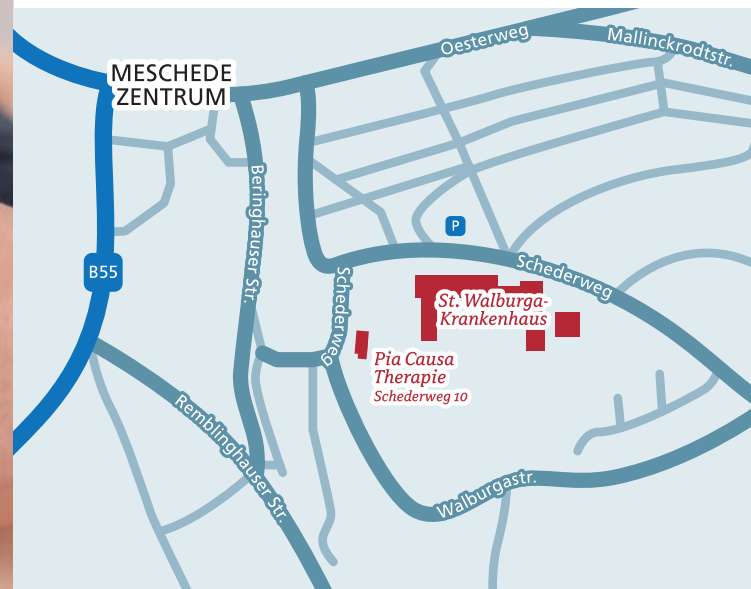 Oesterweg
Mallinckrodtstr.
MESCHEDE
ZENTRUM
Beringhauser Str.
P
B55
Schederweg
Schederweg
St. Walburga-
Krankenhaus
Pia Causa
Therapie
Schederweg 10
Remblinghauser Str.
Walburgastr.